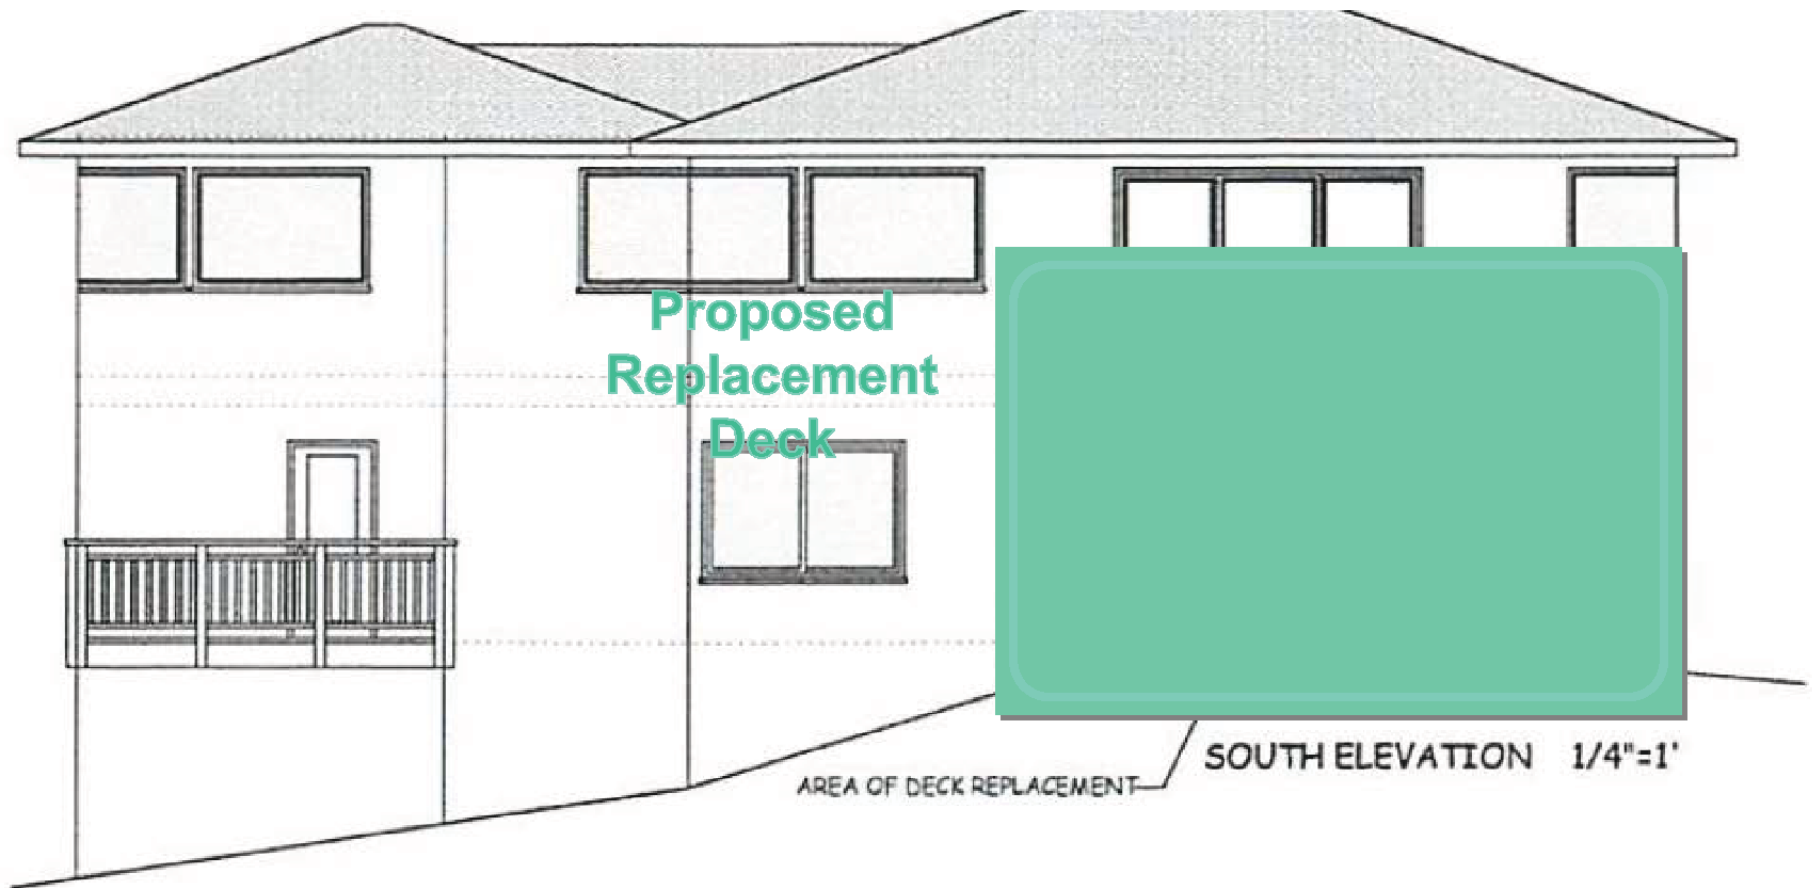 Proposed
Replacement
Deck
SOUTH ELEVATION 1/4"=1'
AREA OF DECK REPLACEMENT